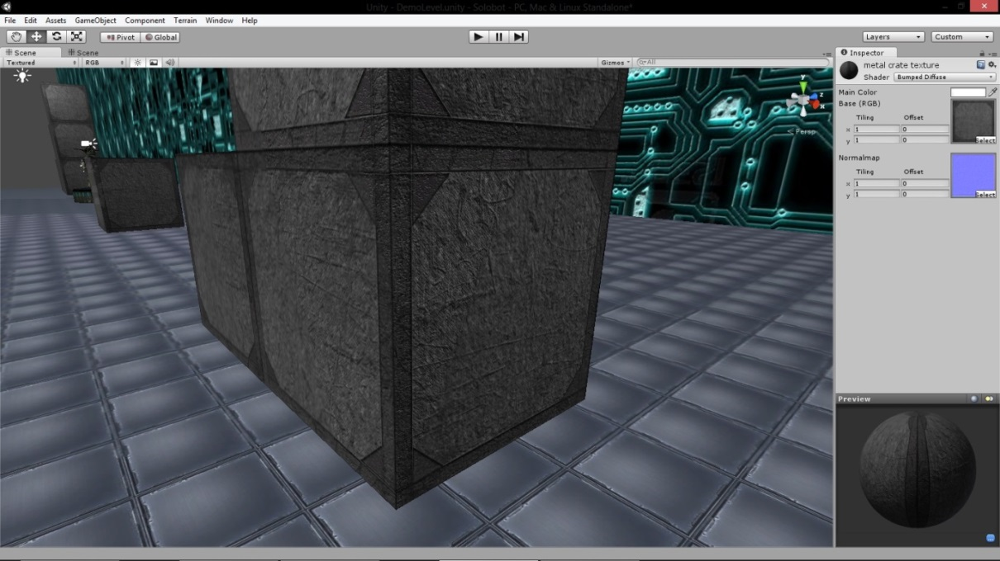 Unity - DemoLevel.unity - Solobot - PC, Mac & Linux Standalone*
File Edit Assets GameObject Component Terrain Window Help
Pivot Global Layers Custom
Scene Scene Inspector
Textured RGB Gizmos All
metal crate texture
Shader Bumped Diffuse
Main Color
Base (RGB)
Tiling Offset
x 1 0
y 1 0
Select
Normalmap
Tiling Offset
x 1 0
y 1 0
Select
y
z
x
Persp
Preview